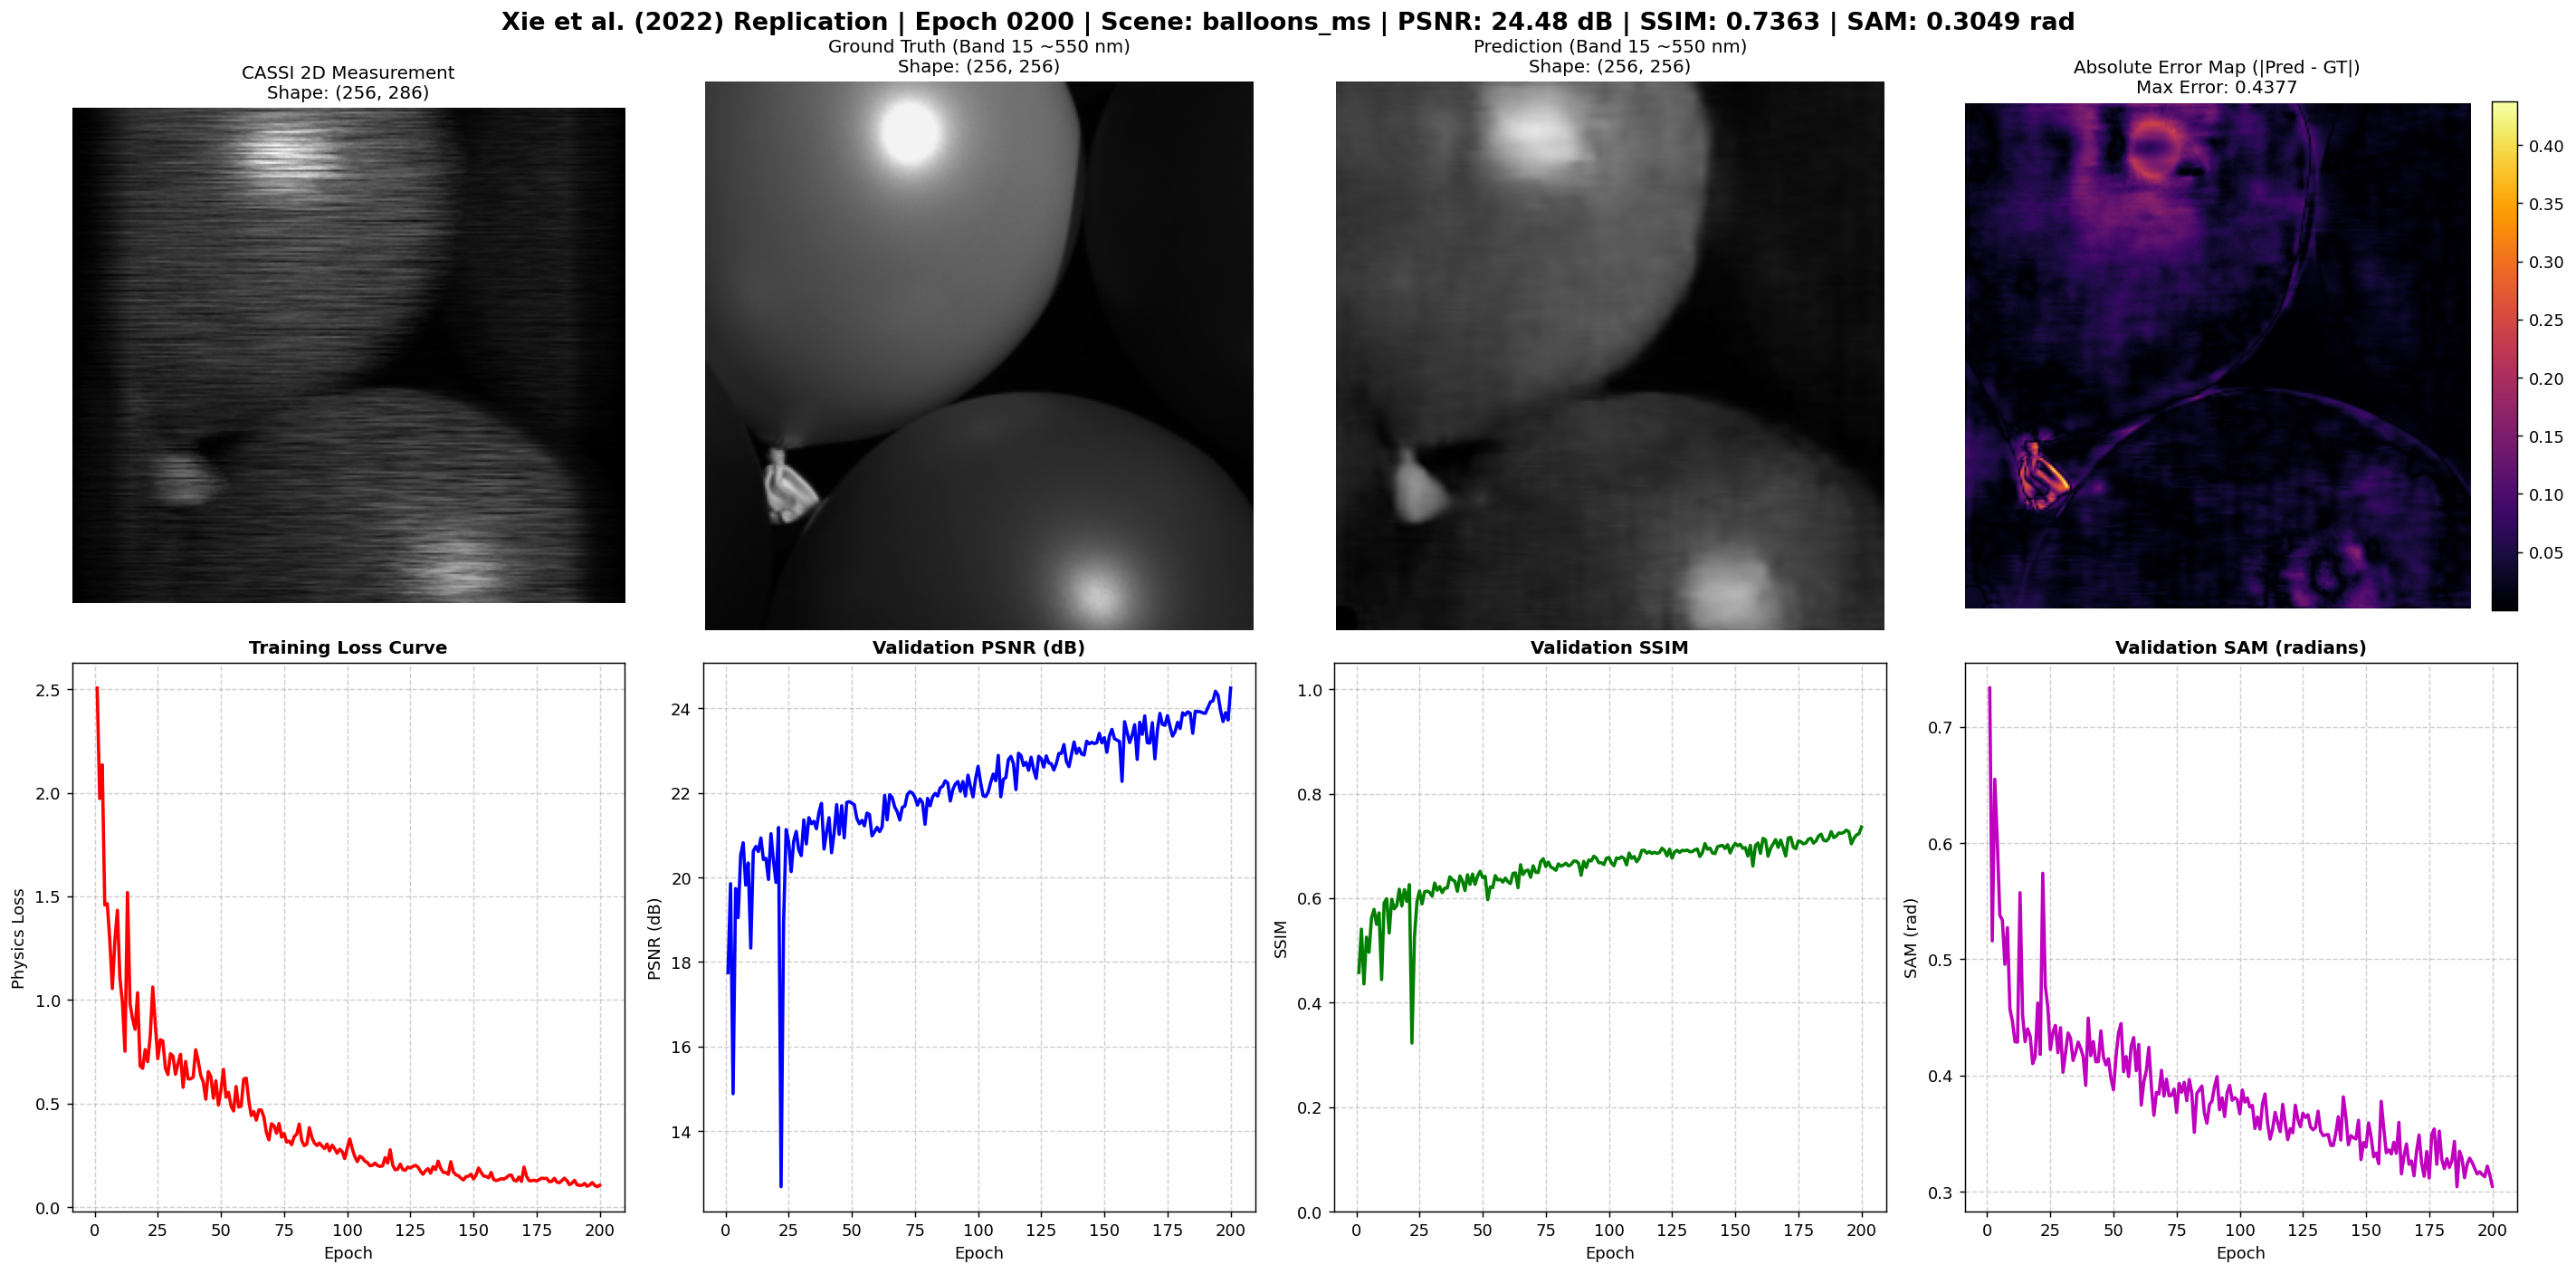 Xie et al. (2022) Replication | Epoch 0200 | Scene: balloons_ms | PSNR: 24.48 dB | SSIM: 0.7363 | SAM: 0.3049 rad
CASSI 2D Measurement
Shape: (256, 286)
Ground Truth (Band 15 ~550 nm)
Shape: (256, 256)
Prediction (Band 15 ~550 nm)
Shape: (256, 256)
Absolute Error Map (|Pred - GT|)
Max Error: 0.4377
0.40
0.35
0.30
0.25
0.20
0.15
0.10
0.05
Training Loss Curve
Physics Loss
2.5
2.0
1.5
1.0
0.5
0.0
0 25 50 75 100 125 150 175 200
Epoch
Validation PSNR (dB)
PSNR (dB)
24
22
20
18
16
14
0 25 50 75 100 125 150 175 200
Epoch
Validation SSIM
SSIM
1.0
0.8
0.6
0.4
0.2
0.0
0 25 50 75 100 125 150 175 200
Epoch
Validation SAM (radians)
SAM (rad)
0.7
0.6
0.5
0.4
0.3
0 25 50 75 100 125 150 175 200
Epoch